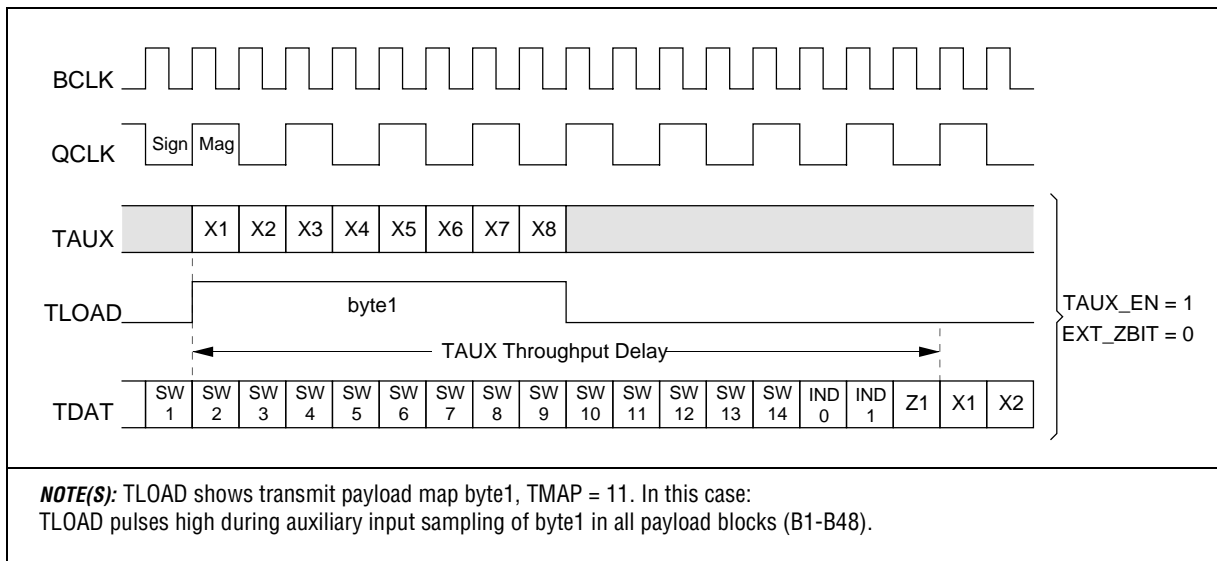 BCLK
QCLK Sign Mag
TAUX X1 X2 X3 X4 X5 X6 X7 X8
TLOAD byte1
TAUX_EN = 1
EXT_ZBIT = 0
TAUX Throughput Delay
TDAT SW 1 SW 2 SW 3 SW 4 SW 5 SW 6 SW 7 SW 8 SW 9 SW 10 SW 11 SW 12 SW 13 SW 14 IND 0 IND 1 Z1 X1 X2
NOTE(S): TLOAD shows transmit payload map byte1, TMAP = 11. In this case:
TLOAD pulses high during auxiliary input sampling of byte1 in all payload blocks (B1-B48).